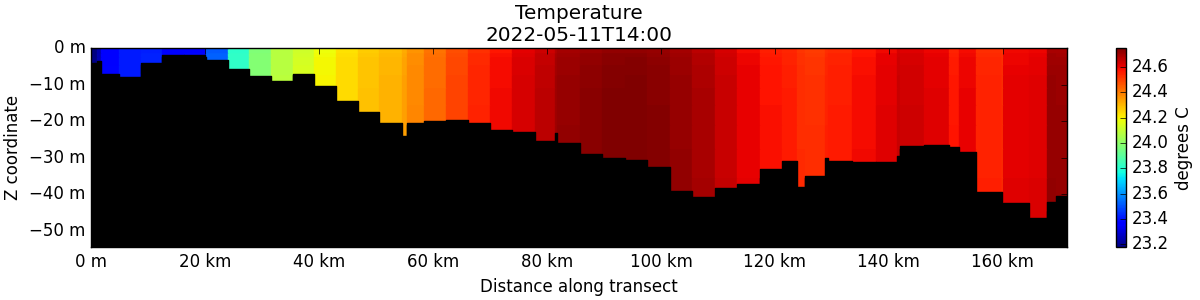 Temperature
2022-05-11T14:00
0 m
−10 m
−20 m
−30 m
−40 m
−50 m
Z coordinate
0 m
20 km
40 km
60 km
80 km
100 km
120 km
140 km
160 km
Distance along transect
24.6
24.4
24.2
24.0
23.8
23.6
23.4
23.2
degrees C